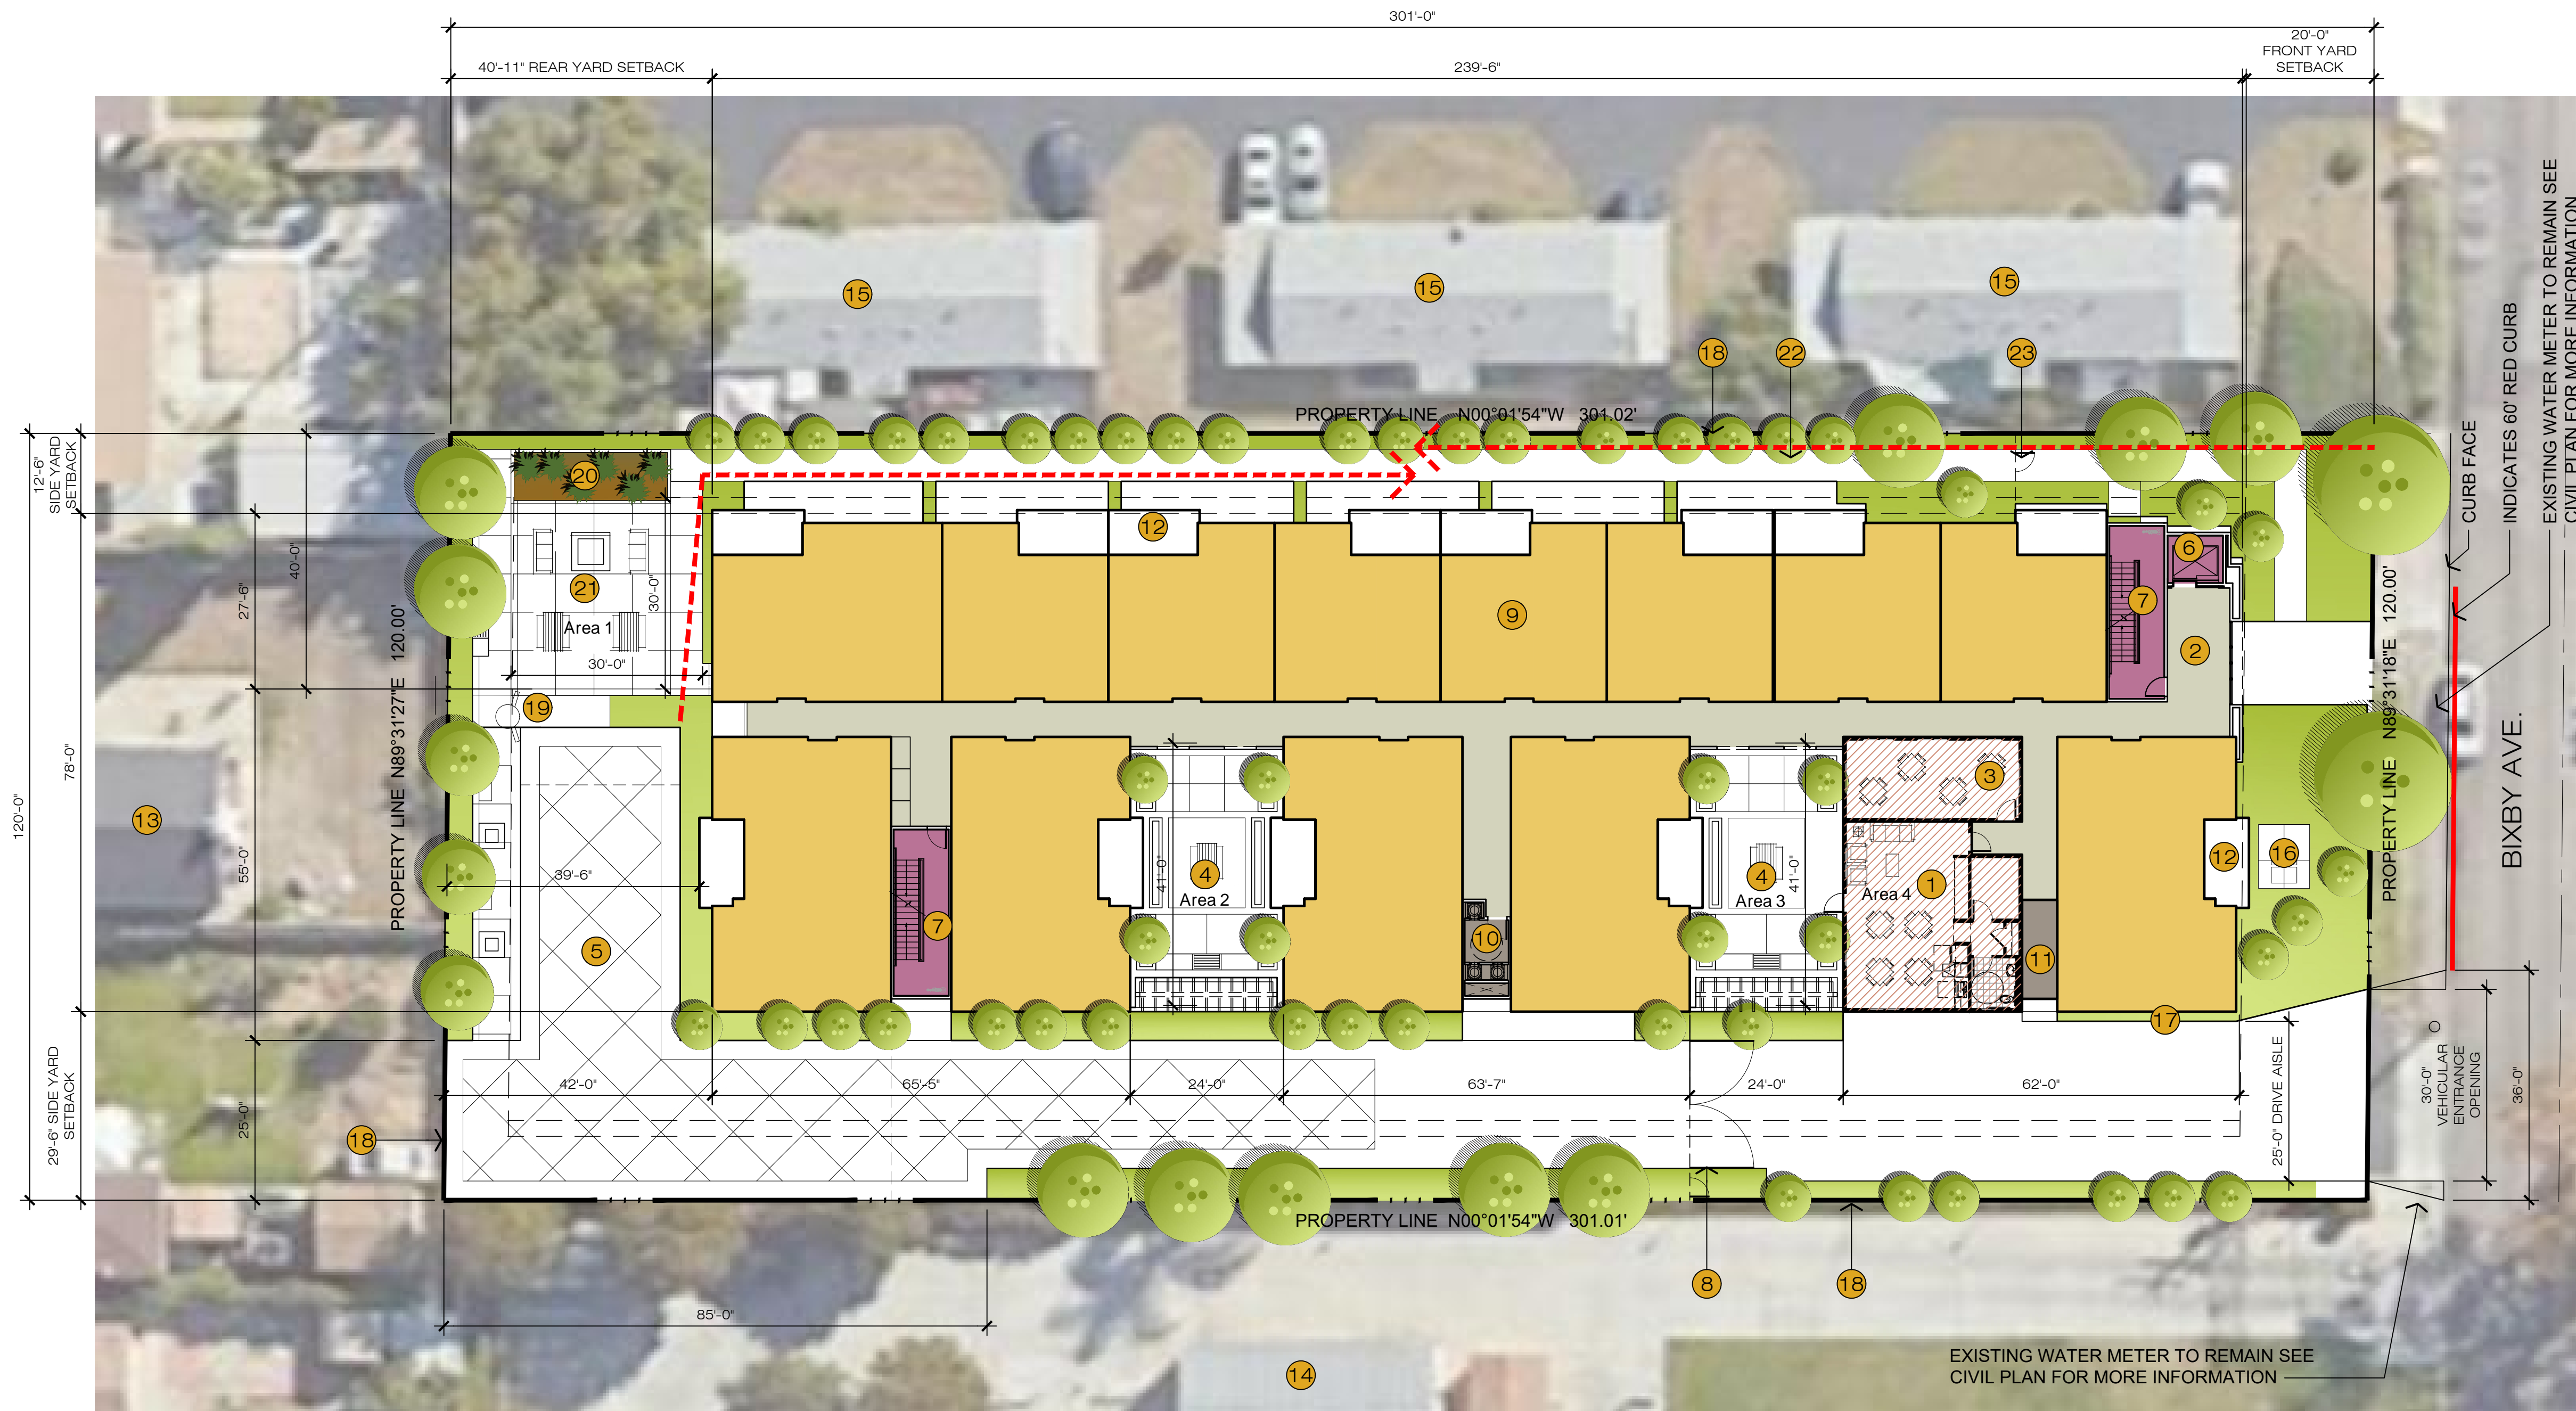 301'-0"
20'-0"
FRONT YARD
SETBACK
40'-11" REAR YARD SETBACK
239'-6"
15
15
15
18
22
23
PROPERTY LINE N00°01'54"W 301.02'
12'-6"
SIDE YARD
SETBACK
40'-0"
27'-6"
78'-0"
120'-0"
55'-0"
29'-6" SIDE YARD
SETBACK
25'-0"
PROPERTY LINE N89°31'27"E 120.00'
20
21
Area 1
30'-0"
30'-0"
19
12
9
6
7
2
13
39'-6"
5
7
4
41'-0"
Area 2
10
4
41'-0"
Area 3
3
1
Area 4
11
12
16
17
18
42'-0"
65'-5"
24'-0"
63'-7"
24'-0"
62'-0"
25'-0" DRIVE AISLE
PROPERTY LINE N89°31'18"E 120.00'
CURB FACE
INDICATES 60' RED CURB
EXISTING WATER METER TO REMAIN SEE
CIVIL PLAN FOR MORE INFORMATION
BIXBY AVE.
30'-0"
VEHICULAR
ENTRANCE
OPENING
36'-0"
PROPERTY LINE N00°01'54"W 301.01'
8
18
85'-0"
14
EXISTING WATER METER TO REMAIN SEE
CIVIL PLAN FOR MORE INFORMATION